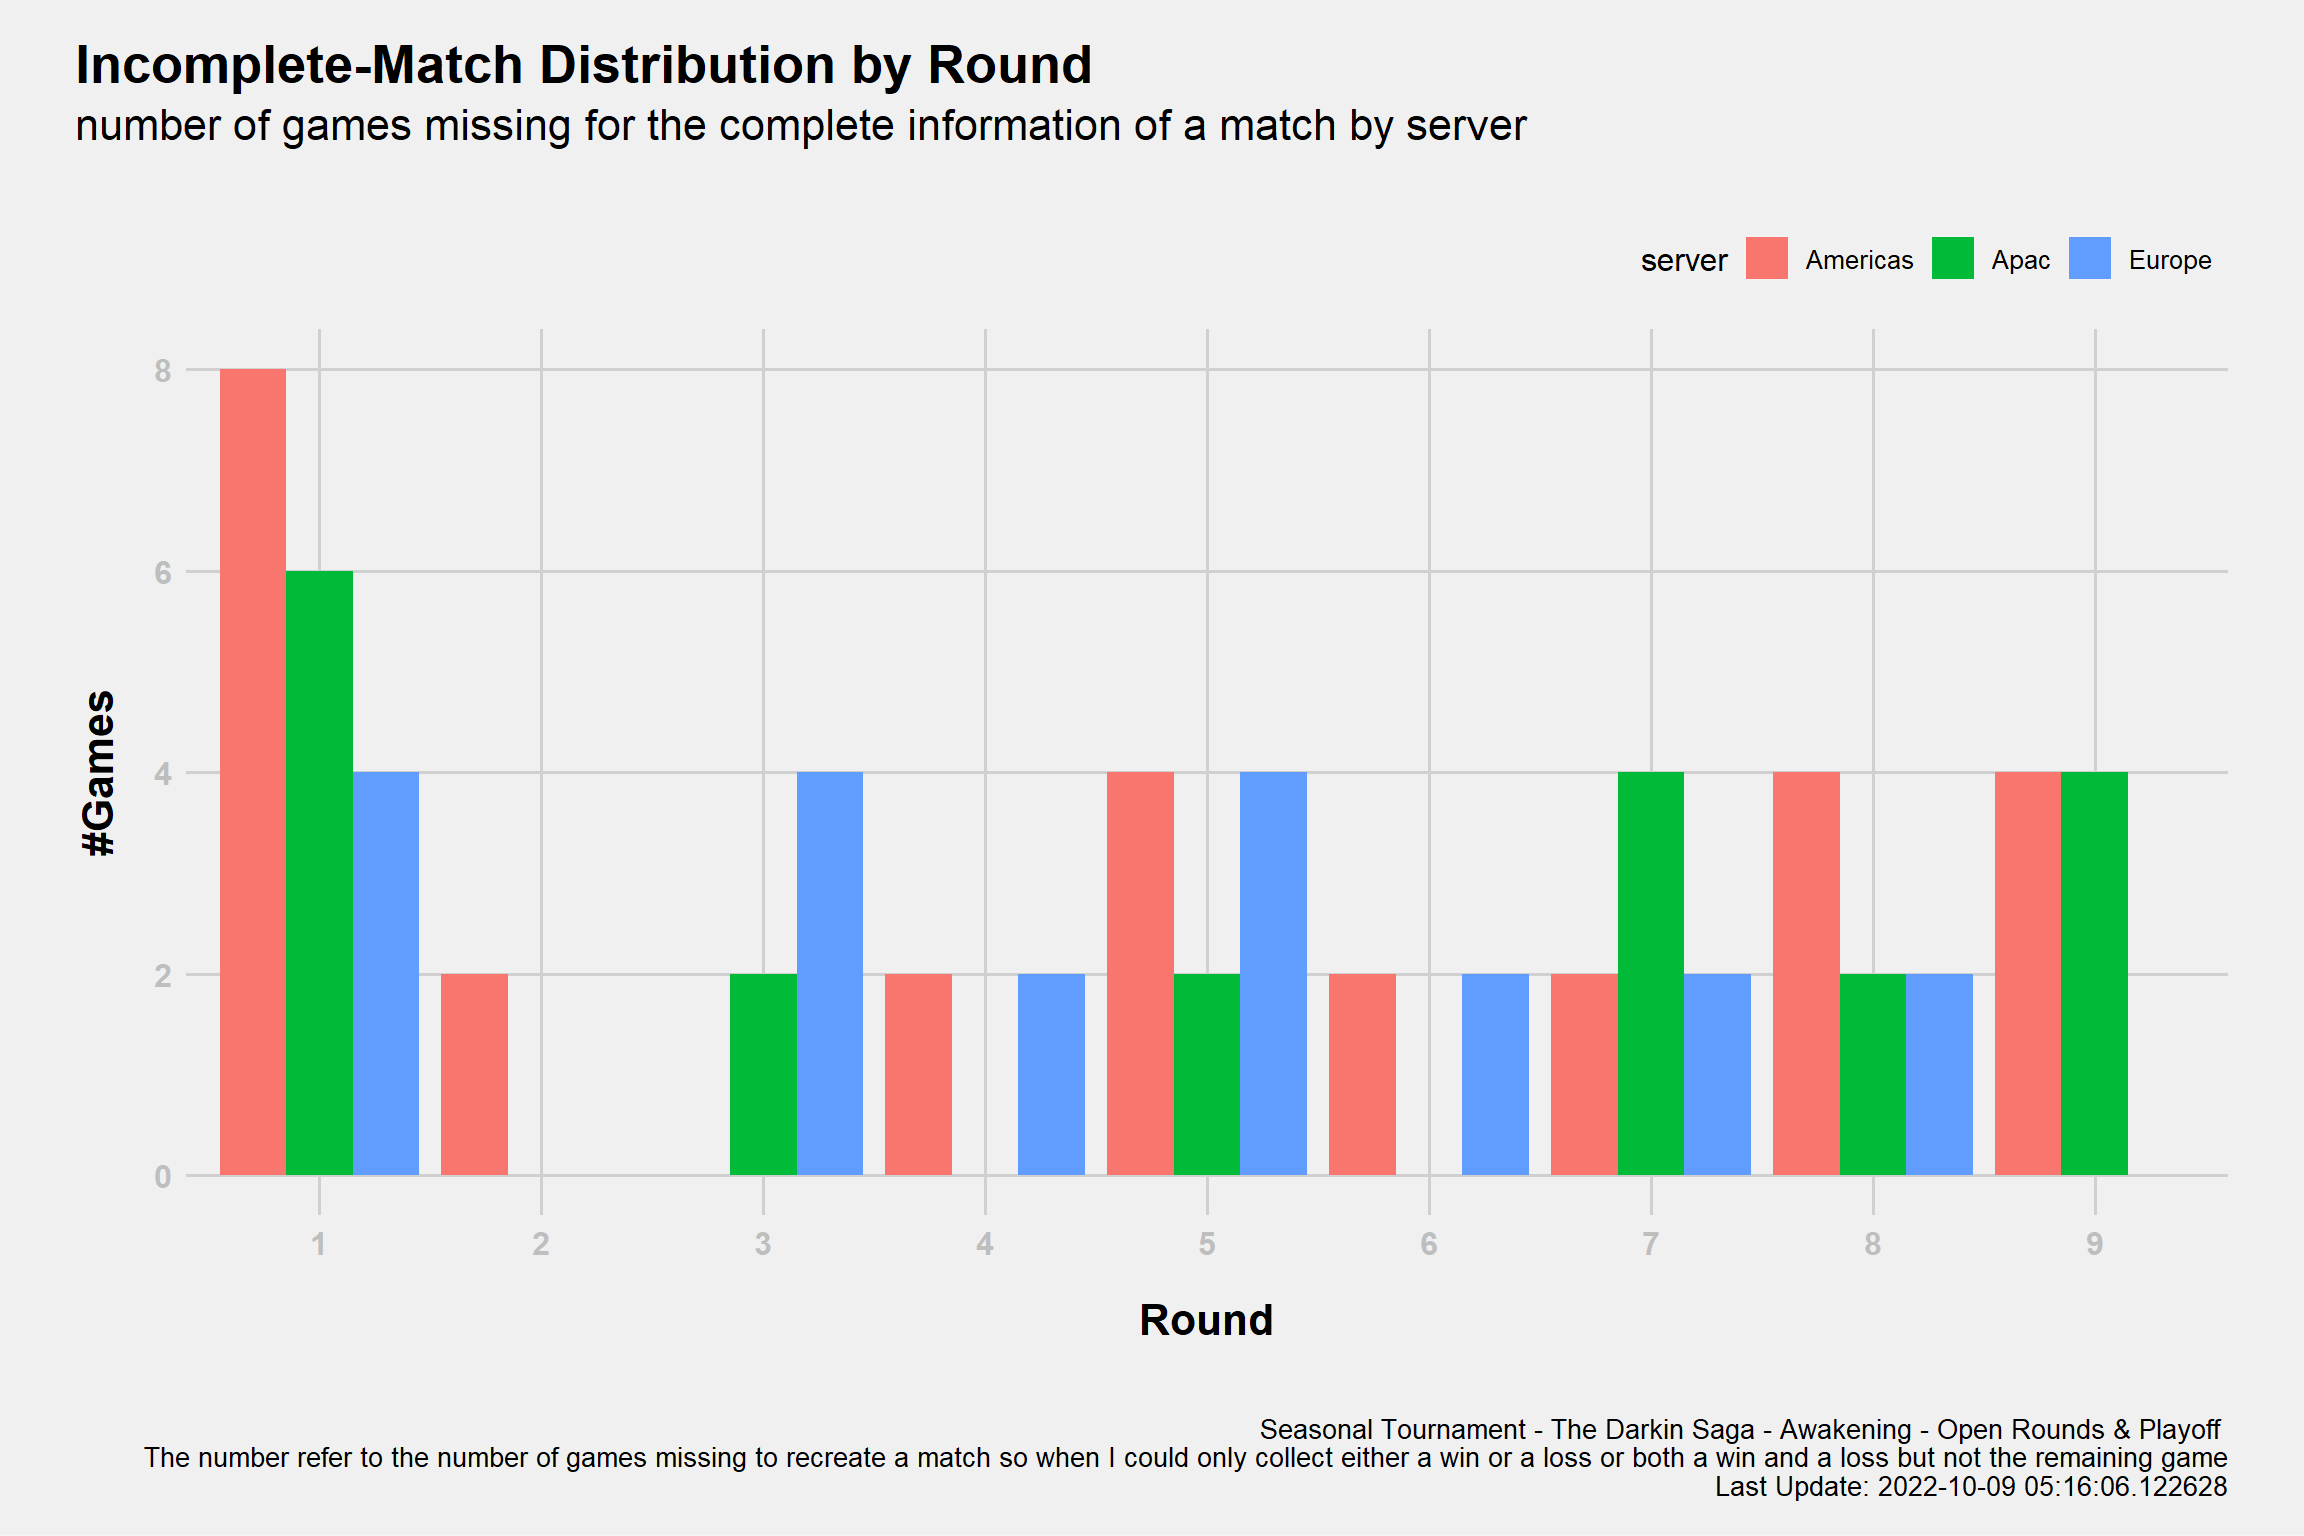 Incomplete-Match Distribution by Round
number of games missing for the complete information of a match by server
server Americas Apac Europe
8
6
4
2
0
#Games
1 2 3 4 5 6 7 8 9
Round
Seasonal Tournament - The Darkin Saga - Awakening - Open Rounds & Playoff
The number refer to the number of games missing to recreate a match so when I could only collect either a win or a loss or both a win and a loss but not the remaining game
Last Update: 2022-10-09 05:16:06.122628